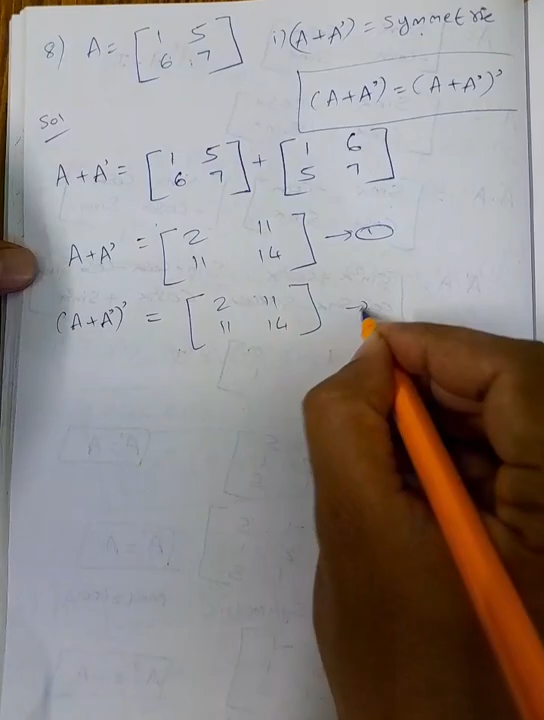 8) A = [ 1 5 i) (A + A') = Symmetric
6 7 ]
(A+A') = (A+A')'
Sol
A + A' = [ 1 5 ] + [ 1 6 ]
6 7 5 7
A+A' = [ 2 11 ] → 1
11 14
(A+A')' = [ 2 11 ] →
11 14